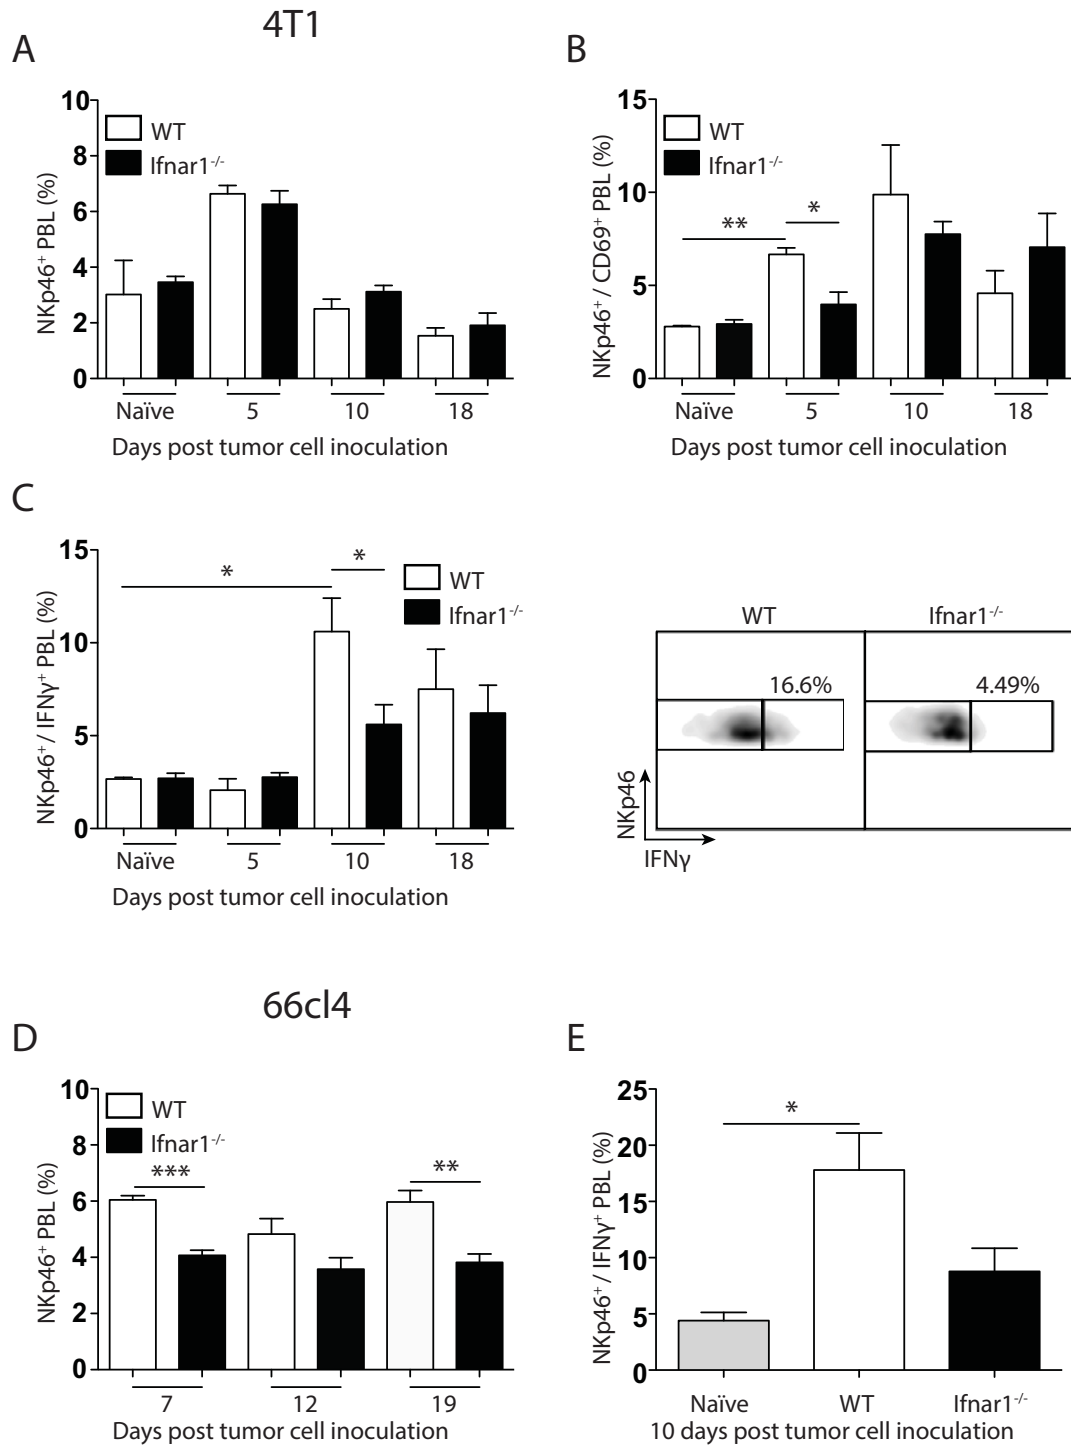 4T1
A
NKp46⁺ PBL (%)
10
8
6
4
2
0
WT
Ifnar1⁻/⁻
Naïve 5 10 18
Days post tumor cell inoculation
B
NKp46⁺ / CD69⁺ PBL (%)
15
10
5
0
WT
Ifnar1⁻/⁻
** *
Naïve 5 10 18
Days post tumor cell inoculation
C
NKp46⁺ / IFNγ⁺ PBL (%)
15
10
5
0
* *
WT
Ifnar1⁻/⁻
Naïve 5 10 18
Days post tumor cell inoculation
WT Ifnar1⁻/⁻
16.6% 4.49%
NKp46
IFNγ
66cl4
D
NKp46⁺ PBL (%)
10
8
6
4
2
0
WT
Ifnar1⁻/⁻
*** **
7 12 19
Days post tumor cell inoculation
E
NKp46⁺ / IFNγ⁺ PBL (%)
25
20
15
10
5
0
*
Naïve WT Ifnar1⁻/⁻
10 days post tumor cell inoculation